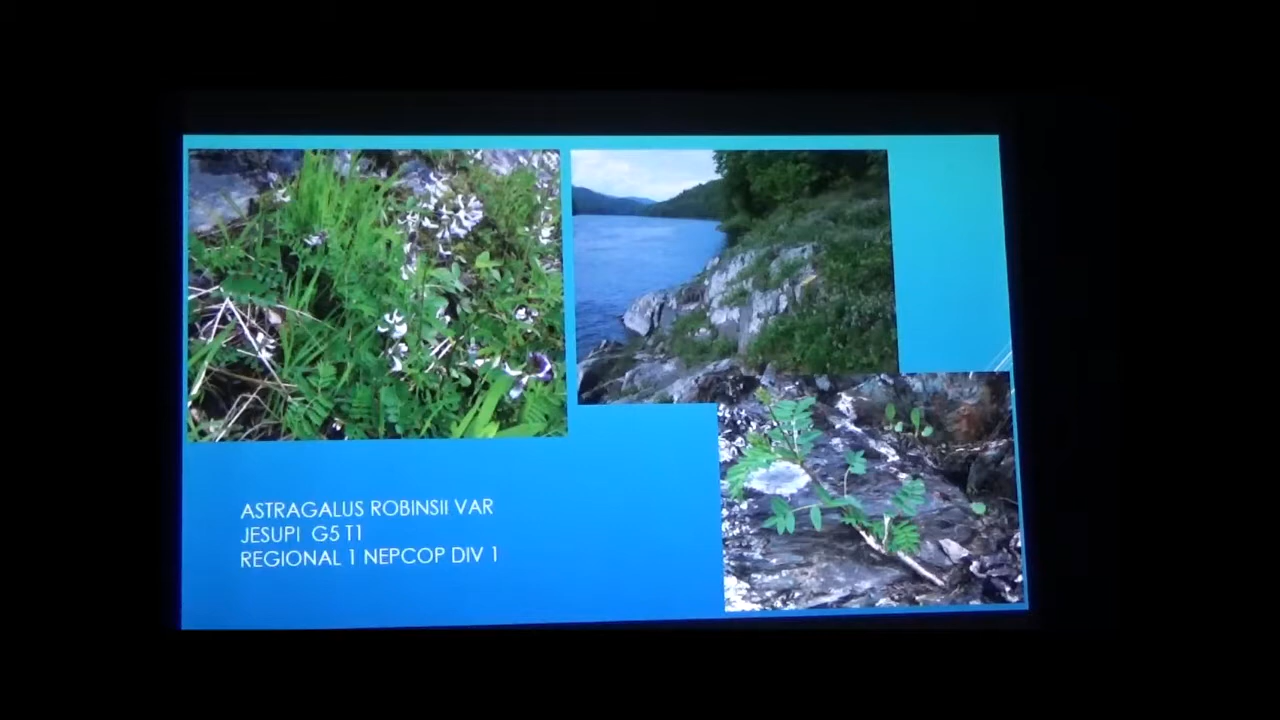 ASTRAGALUS ROBINSII VAR
JESUPI G5 T1
REGIONAL 1 NEPCOP DIV 1